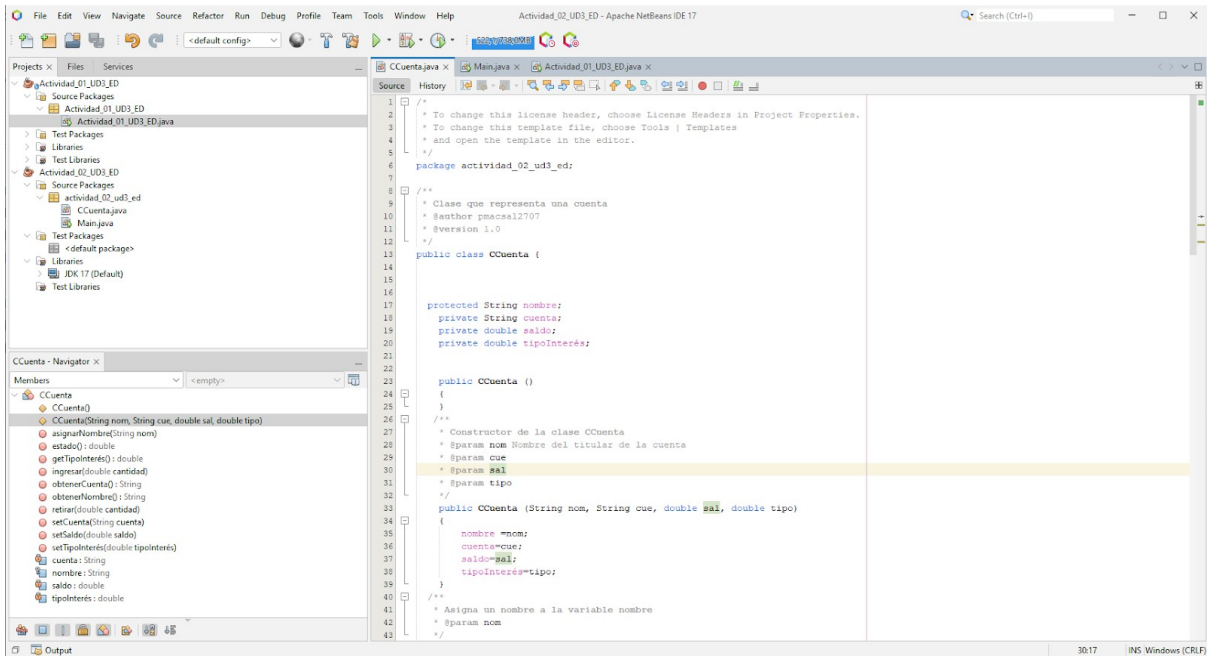 File Edit View Navigate Source Refactor Run Debug Profile Team Tools Window Help
Actividad_02_UD3_ED - Apache NetBeans IDE 17
Search (Ctrl+I)
<default config>
Projects Files Services
Actividad_01_UD3_ED
Source Packages
Actividad_01_UD3_ED
Actividad_01_UD3_ED.java
Test Packages
Libraries
Test Libraries
Actividad_02_UD3_ED
Source Packages
actividad_02_ud3_ed
CCuenta.java
Main.java
Test Packages
<default package>
Libraries
JDK 17 (Default)
Test Libraries
CCuenta - Navigator
Members <empty>
CCuenta
CCuenta()
CCuenta(String nom, String cue, double sal, double tipo)
asignarNombre(String nom)
estado() : double
getTipoInterés() : double
ingresar(double cantidad)
obtenerCuenta() : String
obtenerNombre() : String
retirar(double cantidad)
setCuenta(String cuenta)
setSaldo(double saldo)
setTipoInterés(double tipoInterés)
cuenta : String
nombre : String
saldo : double
tipoInterés : double
CCuenta.java Main.java Actividad_01_UD3_ED.java
Source History
1 /*
2 * To change this license header, choose License Headers in Project Properties.
3 * To change this template file, choose Tools | Templates
4 * and open the template in the editor.
5 */
6 package actividad_02_ud3_ed;
7
8 /**
9 * Clase que representa una cuenta
10 * @author pmacsal2707
11 * @version 1.0
12 */
13 public class CCuenta {
14
15
16
17 protected String nombre;
18 private String cuenta;
19 private double saldo;
20 private double tipoInterés;
21
22
23 public CCuenta ()
24 {
25 }
26 /**
27 * Constructor de la clase CCuenta
28 * @param nom Nombre del titular de la cuenta
29 * @param cue
30 * @param sal
31 * @param tipo
32 */
33 public CCuenta (String nom, String cue, double sal, double tipo)
34 {
35 nombre =nom;
36 cuenta=cue;
37 saldo=sal;
38 tipoInterés=tipo;
39 }
40 /**
41 * Asigna un nombre a la variable nombre
42 * @param nom
43 */
Output
30:17 INS Windows (CRLF)